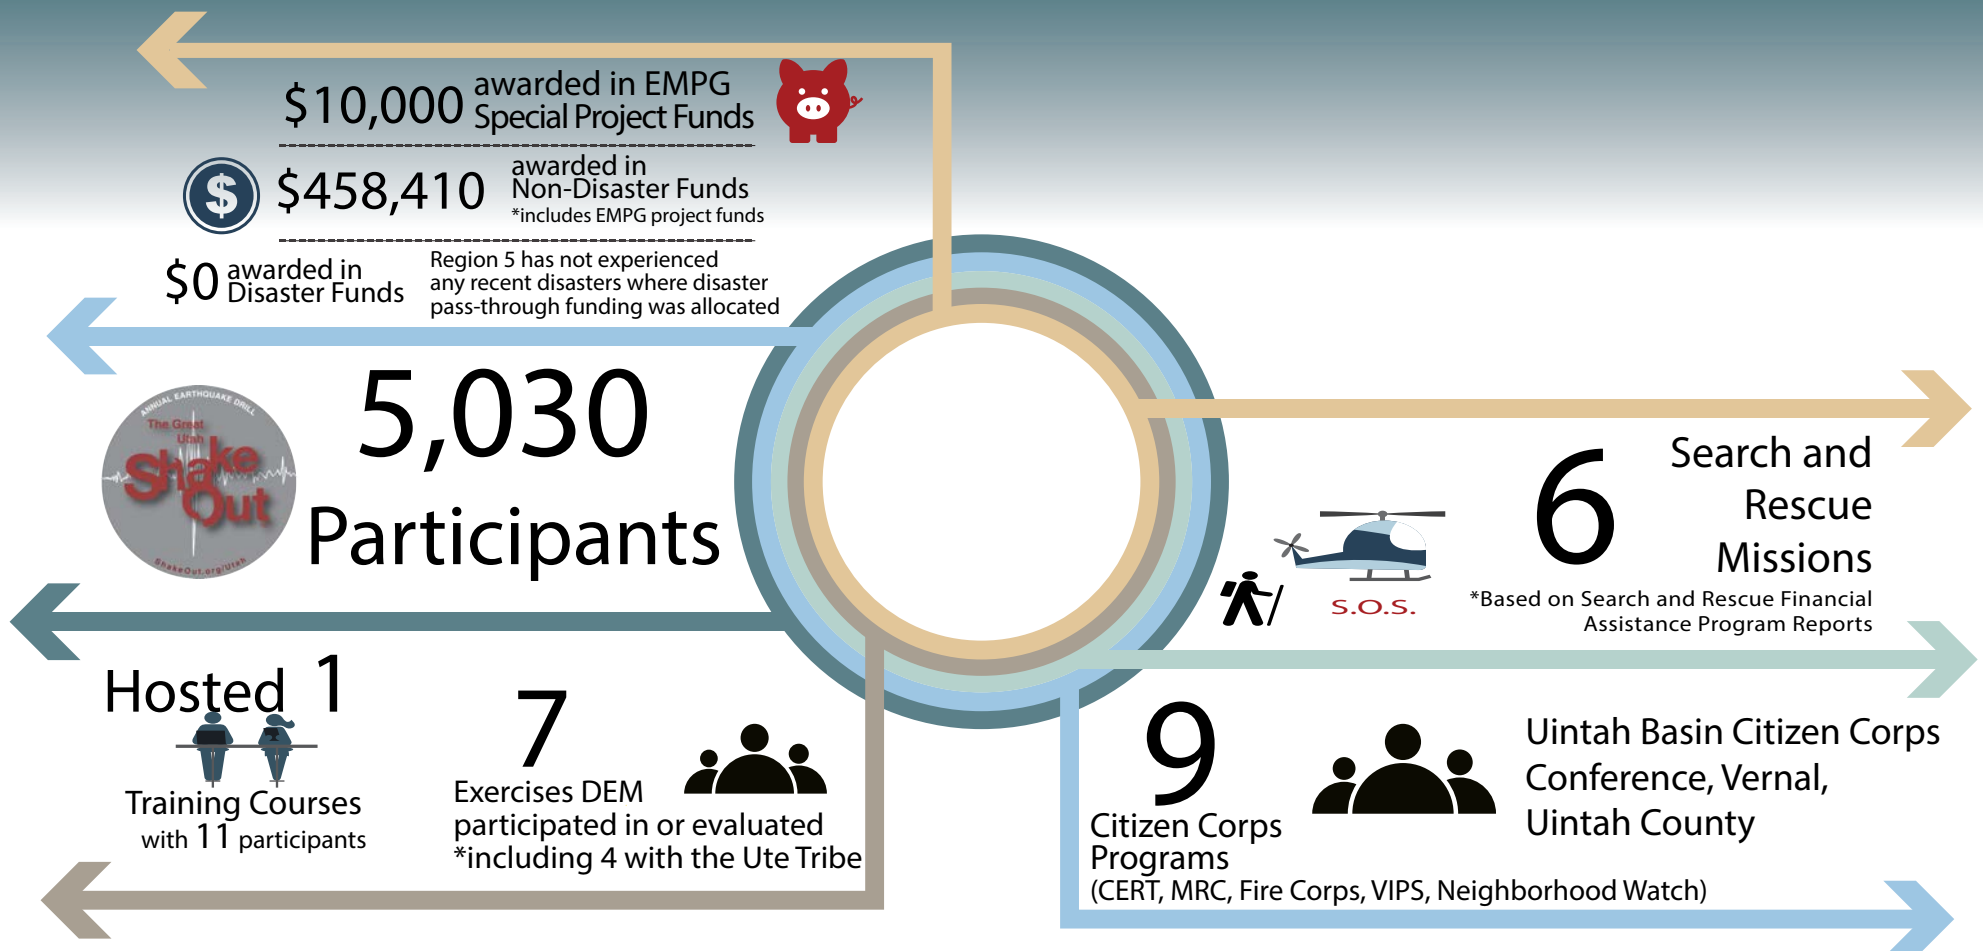 $10,000 awarded in EMPG
Special Project Funds
$
$458,410 awarded in
Non-Disaster Funds
*includes EMPG project funds
$0 awarded in
Disaster Funds
Region 5 has not experienced
any recent disasters where disaster
pass-through funding was allocated
ANNUAL EARTHQUAKE DRILL
The Great
Utah
Shake
Out
ShakeOut.org/Utah
5,030
Participants
6
Search and
Rescue
Missions
S.O.S.
*Based on Search and Rescue Financial
Assistance Program Reports
Hosted 1
Training Courses
with 11 participants
7
Exercises DEM
participated in or evaluated
*including 4 with the Ute Tribe
9
Citizen Corps
Programs
(CERT, MRC, Fire Corps, VIPS, Neighborhood Watch)
Uintah Basin Citizen Corps
Conference, Vernal,
Uintah County